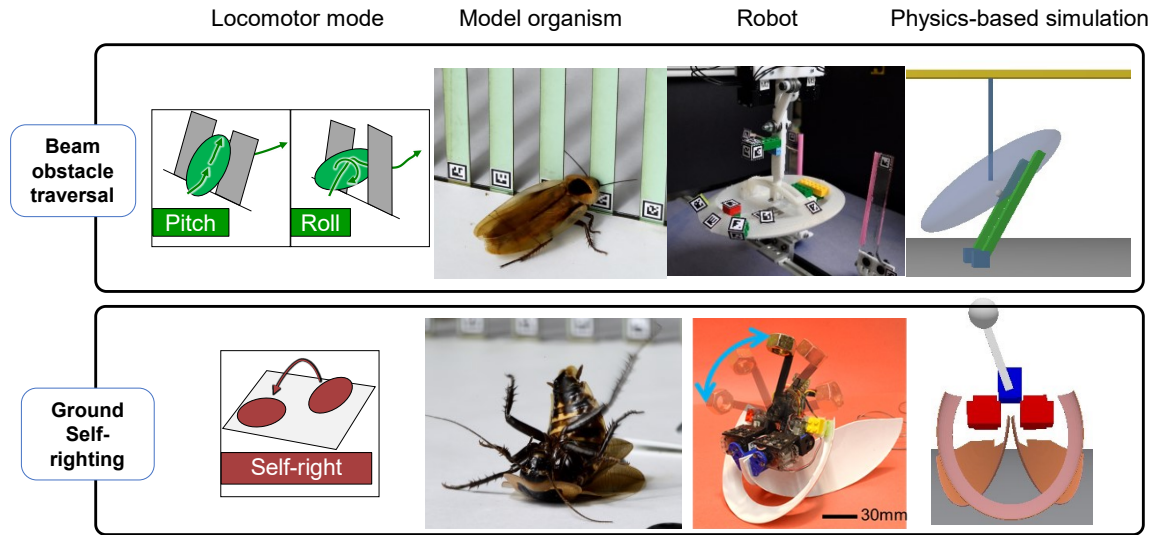 Locomotor mode
Model organism
Robot
Physics-based simulation
Beam
obstacle
traversal
Pitch
Roll
Ground
Self-
righting
Self-right
30mm